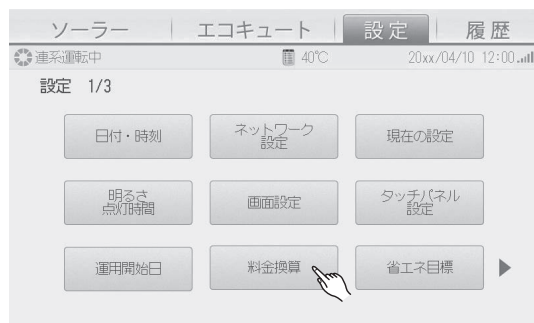 ソーラー エコキュート 設定 履歴
連系運転中 40℃ 20xx/04/10 12:00
設定 1/3
日付・時刻 ネットワーク設定 現在の設定
明るさ点灯時間 画面設定 タッチパネル設定
運用開始日 料金換算 省エネ目標